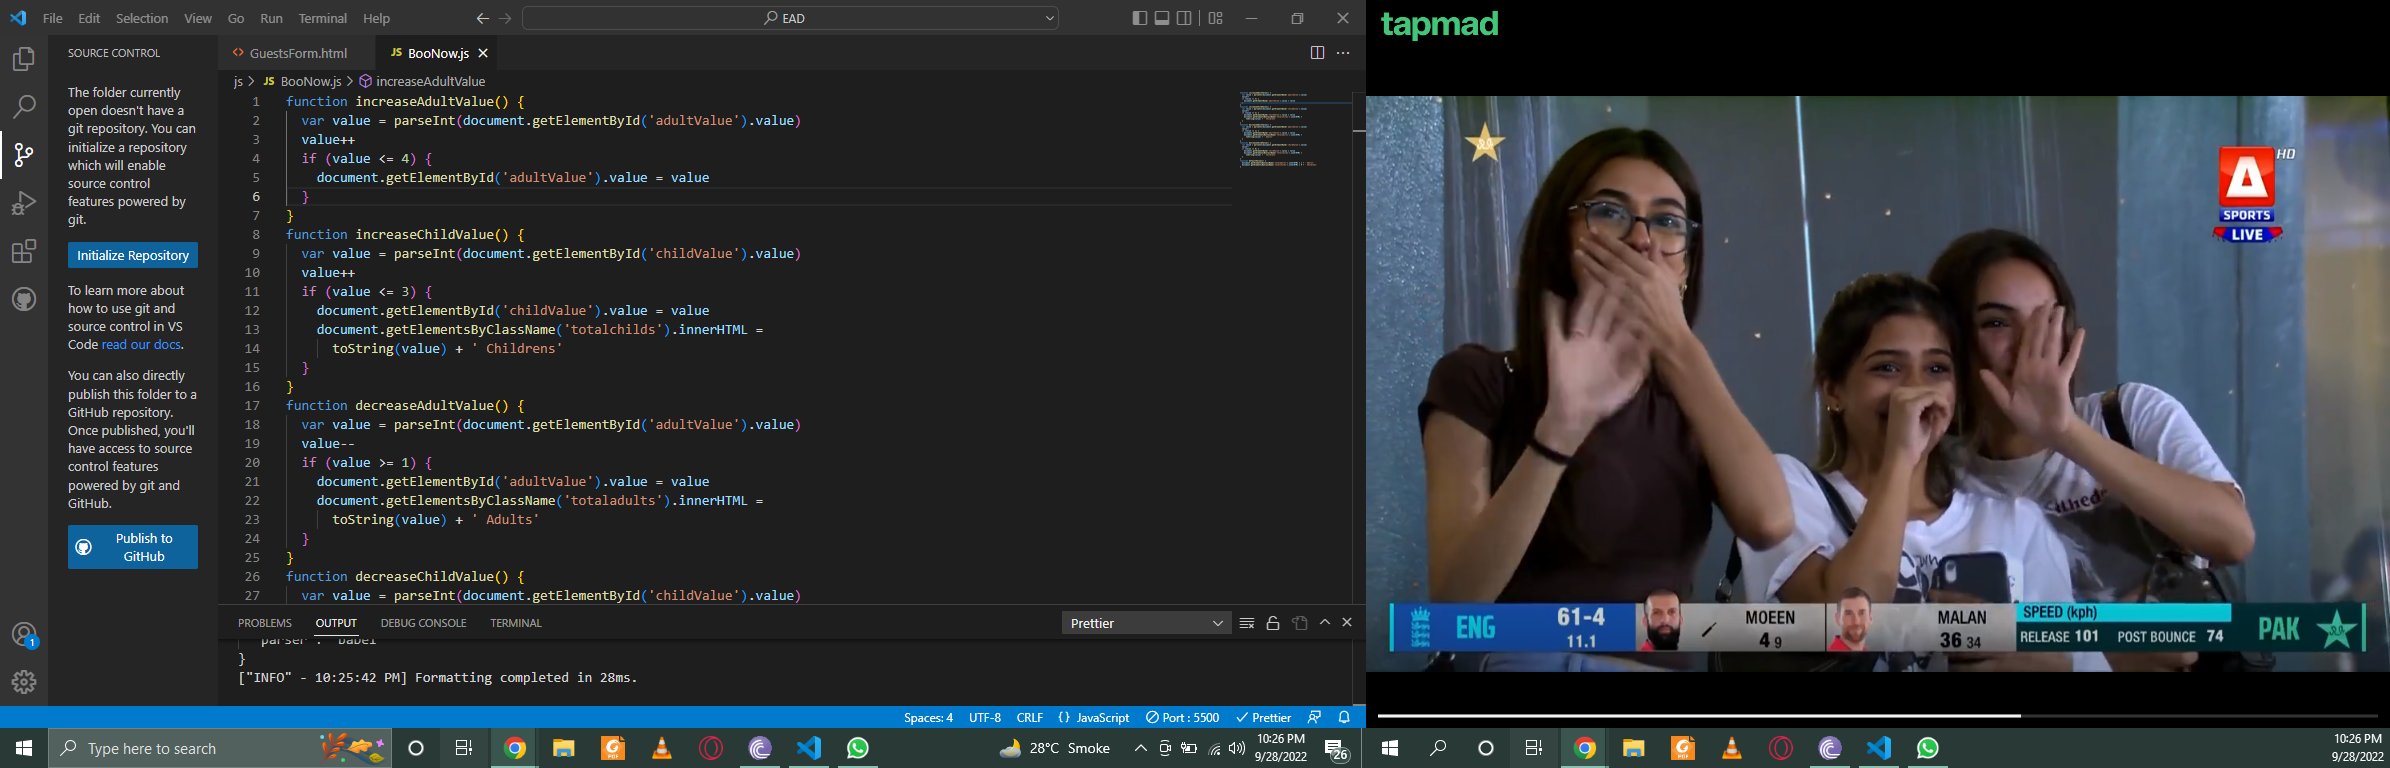 File Edit Selection View Go Run Terminal Help
EAD
SOURCE CONTROL
The folder currently
open doesn't have a
git repository. You can
initialize a repository
which will enable
source control
features powered by
git.
Initialize Repository
To learn more about
how to use git and
source control in VS
Code read our docs.
You can also directly
publish this folder to a
GitHub repository.
Once published, you'll
have access to source
control features
powered by git and
GitHub.
Publish to
GitHub
1
GuestsForm.html
JS BooNow.js
js > JS BooNow.js > increaseAdultValue
1 function increaseAdultValue() {
2 var value = parseInt(document.getElementById('adultValue').value)
3 value++
4 if (value <= 4) {
5 document.getElementById('adultValue').value = value
6 }
7 }
8 function increaseChildValue() {
9 var value = parseInt(document.getElementById('childValue').value)
10 value++
11 if (value <= 3) {
12 document.getElementById('childValue').value = value
13 document.getElementsByClassName('totalchilds').innerHTML =
14 toString(value) + ' Childrens'
15 }
16 }
17 function decreaseAdultValue() {
18 var value = parseInt(document.getElementById('adultValue').value)
19 value--
20 if (value >= 1) {
21 document.getElementById('adultValue').value = value
22 document.getElementsByClassName('totaladults').innerHTML =
23 toString(value) + ' Adults'
24 }
25 }
26 function decreaseChildValue() {
27 var value = parseInt(document.getElementById('childValue').value)
PROBLEMS OUTPUT DEBUG CONSOLE TERMINAL
Prettier
}
["INFO" - 10:25:42 PM] Formatting completed in 28ms.
Spaces: 4 UTF-8 CRLF {} JavaScript Port : 5500 Prettier
Type here to search
28°C Smoke
10:26 PM
9/28/2022
26
tapmad
A
HD
SPORTS
LIVE
ENG
61-4
11.1
MOEEN
4 9
MALAN
36 34
SPEED (kph)
RELEASE 101 POST BOUNCE 74
PAK
10:26 PM
9/28/2022